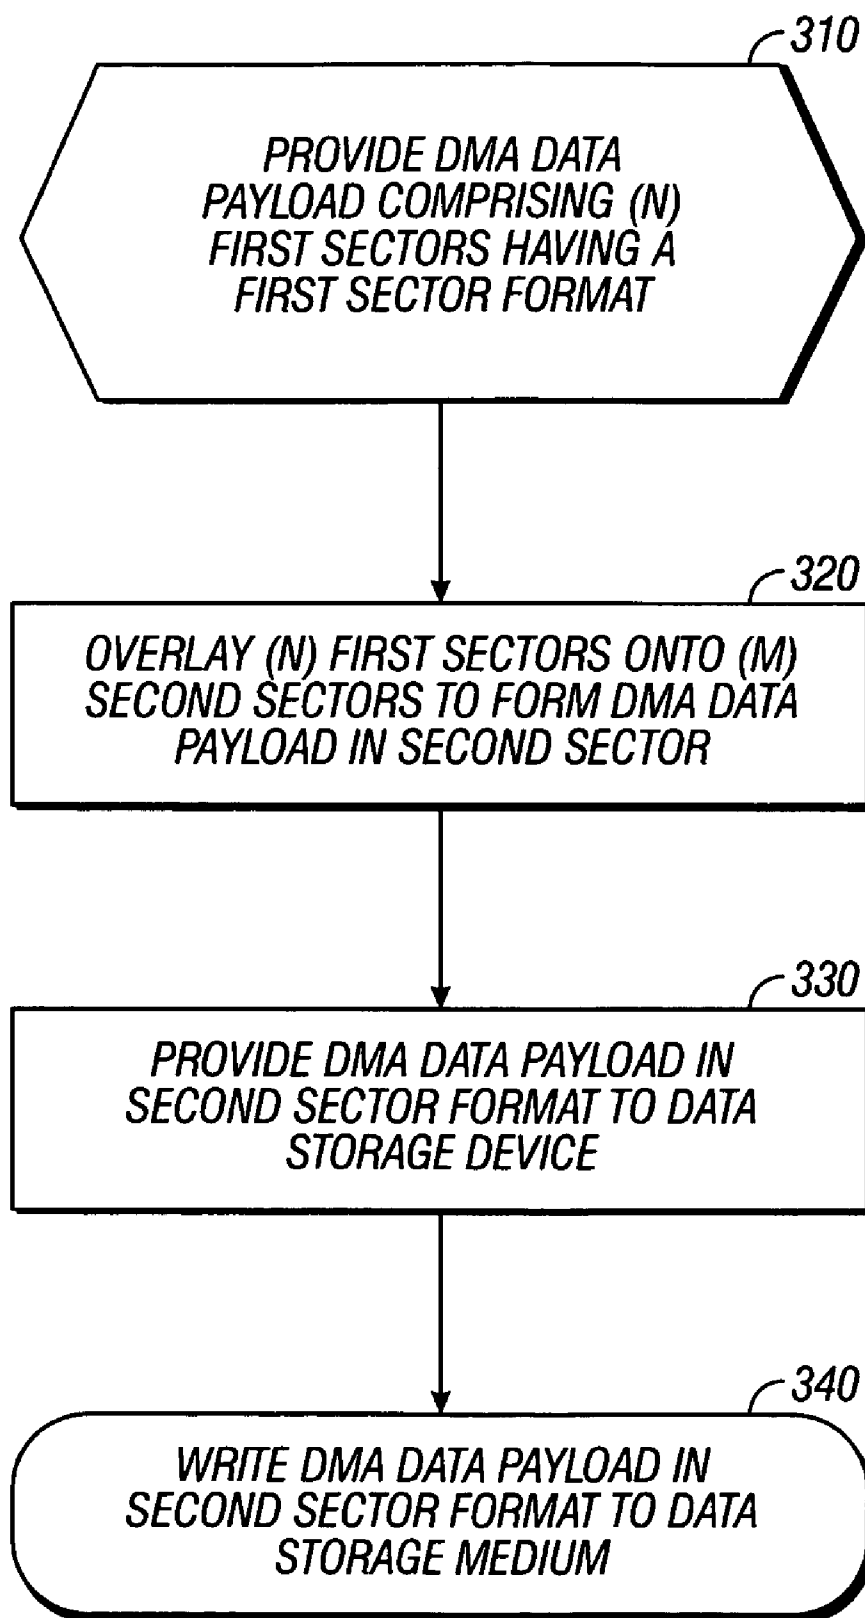 310
PROVIDE DMA DATA
PAYLOAD COMPRISING (N)
FIRST SECTORS HAVING A
FIRST SECTOR FORMAT
320
OVERLAY (N) FIRST SECTORS ONTO (M)
SECOND SECTORS TO FORM DMA DATA
PAYLOAD IN SECOND SECTOR
330
PROVIDE DMA DATA PAYLOAD IN
SECOND SECTOR FORMAT TO DATA
STORAGE DEVICE
340
WRITE DMA DATA PAYLOAD IN
SECOND SECTOR FORMAT TO DATA
STORAGE MEDIUM